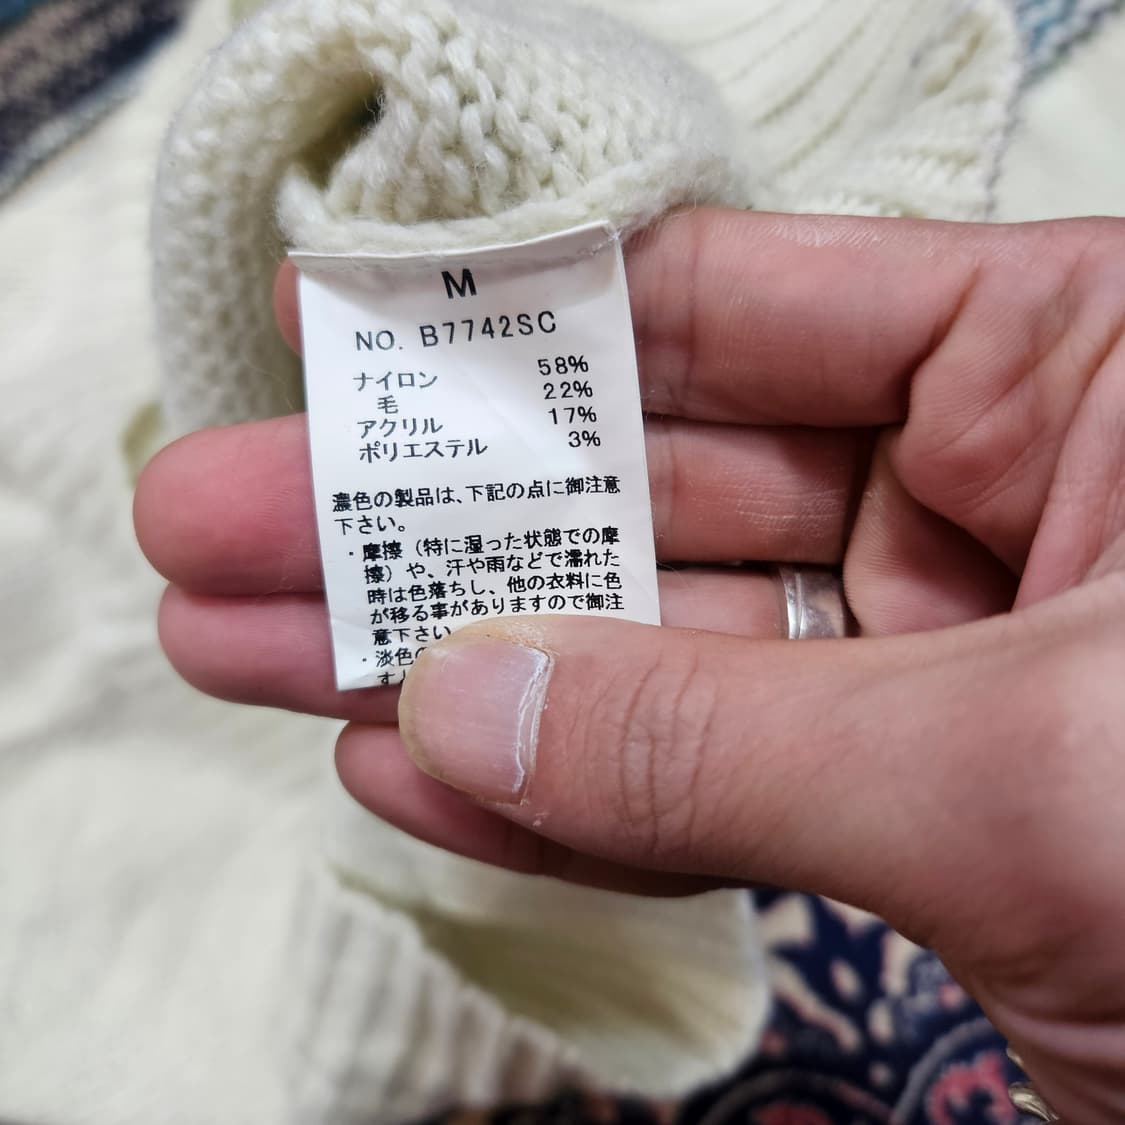 M
NO. B7742SC
ナイロン 58%
毛 22%
アクリル 17%
ポリエステル 3%
濃色の製品は、下記の点に御注意
下さい。
・摩擦（特に湿った状態での摩
擦）や、汗や雨などで濡れた
時は色落ちし、他の衣料に色
が移る事がありますので御注
意下さい
・淡色の
す